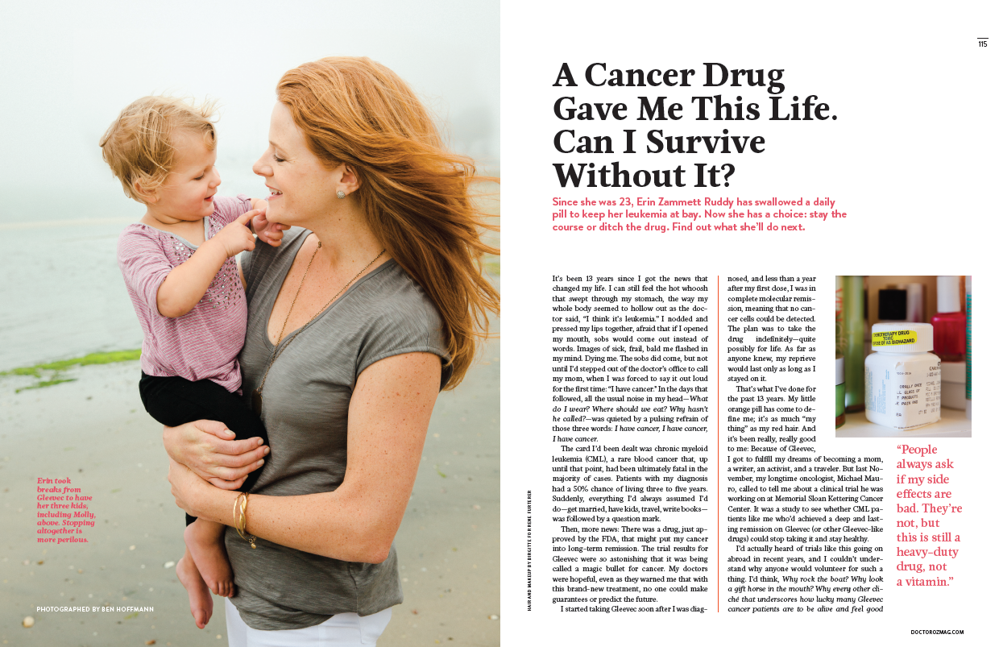 115
A Cancer Drug
Gave Me This Life.
Can I Survive
Without It?
Since she was 23, Erin Zammett Ruddy has swallowed a daily
pill to keep her leukemia at bay. Now she has a choice: stay the
course or ditch the drug. Find out what she’ll do next.
It’s been 13 years since I got the news that
changed my life. I can still feel the hot whoosh
that swept through my stomach, the way my
whole body seemed to hollow out as the doc-
tor said, “I think it’s leukemia.” I nodded and
pressed my lips together, afraid that if I opened
my mouth, sobs would come out instead of
words. Images of sick, frail, bald me flashed in
my mind. Dying me. The sobs did come, but not
until I’d stepped out of the doctor’s office to call
my mom, when I was forced to say it out loud
for the first time: “I have cancer.” In the days that
followed, all the usual noise in my head—What
do I wear? Where should we eat? Why hasn’t
he called?—was quieted by a pulsing refrain of
those three words: I have cancer, I have cancer,
I have cancer.
The card I’d been dealt was chronic myeloid
leukemia (CML), a rare blood cancer that, up
until that point, had been ultimately fatal in the
majority of cases. Patients with my diagnosis
had a 50% chance of living three to five years.
Suddenly, everything I’d always assumed I’d
do—get married, have kids, travel, write books—
was followed by a question mark.
Then, more news: There was a drug, just ap-
proved by the FDA, that might put my cancer
into long-term remission. The trial results for
Gleevec were so astonishing that it was being
called a magic bullet for cancer. My doctors
were hopeful, even as they warned me that with
this brand-new treatment, no one could make
guarantees or predict the future.
I started taking Gleevec soon after I was diag-
nosed, and less than a year
after my first dose, I was in
complete molecular remis-
sion, meaning that no can-
cer cells could be detected.
The plan was to take the
drug indefinitely—quite
possibly for life. As far as
anyone knew, my reprieve
would last only as long as I
stayed on it.
That’s what I’ve done for
the past 13 years. My little
orange pill has come to de-
fine me; it’s as much “my
thing” as my red hair. And
it’s been really, really good
to me: Because of Gleevec,
I got to fulfill my dreams of becoming a mom,
a writer, an activist, and a traveler. But last No-
vember, my longtime oncologist, Michael Mau-
ro, called to tell me about a clinical trial he was
working on at Memorial Sloan Kettering Cancer
Center. It was a study to see whether CML pa-
tients like me who’d achieved a deep and last-
ing remission on Gleevec (or other Gleevec-like
drugs) could stop taking it and stay healthy.
I’d actually heard of trials like this going on
abroad in recent years, and I couldn’t under-
stand why anyone would volunteer for such a
thing. I’d think, Why rock the boat? Why look
a gift horse in the mouth? Why every other cli-
ché that underscores how lucky many Gleevec
cancer patients are to be alive and feel good
“People
always ask
if my side
effects are
bad. They’re
not, but
this is still a
heavy-duty
drug, not
a vitamin.”
Erin took
breaks from
Gleevec to have
her three kids,
including Molly,
above. Stopping
altogether is
more perilous.
PHOTOGRAPHED BY BEN HOFFMANN
HAIR AND MAKEUP BY BIRGITTE FOR RENE FURTERER
DOCTOROZMAG.COM